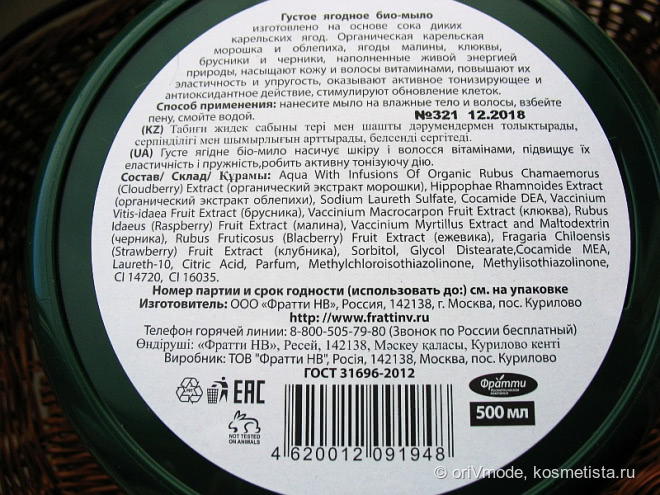 Густое ягодное био-мыло
изготовлено на основе сока диких
карельских ягод. Органическая карельская
морошка и облепиха, ягоды малины, клюквы,
брусники и черники, наполненные живой энергией
природы, насыщают кожу и волосы витаминами, повышают их
эластичность и упругость, оказывают активное тонизирующее и
антиоксидантное действие, стимулируют обновление клеток.
Способ применения: нанесите мыло на влажные тело и волосы, взбейте
пену, смойте водой. №321 12.2018
(KZ) Табиғи жидек сабыны тері мен шашты дәрумендермен толықтырады,
серпінділігі мен шымырлығын арттырады, белсенді сергітеді.
(UA) Густе ягідне біо-мило насичує шкіру і волосся вітамінами, підвищує їх
еластичність і пружність,робить активну тонізуючу дію.
Состав/ Склад/ Құрамы: Aqua With Infusions Of Organic Rubus Chamaemorus
(Cloudberry) Extract (органический экстракт морошки), Hippophae Rhamnoides Extract
(органический экстракт облепихи), Sodium Laureth Sulfate, Cocamide DEA, Vaccinium
Vitis-idaea Fruit Extract (брусника), Vaccinium Macrocarpon Fruit Extract (клюква), Rubus
Idaeus (Raspberry) Fruit Extract (малина), Vaccinium Myrtillus Extract and Maltodextrin
(черника), Rubus Fruticosus (Blacberry) Fruit Extract (ежевика), Fragaria Chiloensis
(Strawberry) Fruit Extract (клубника), Sorbitol, Glycol Distearate,Cocamide MEA,
Laureth-10, Citric Acid, Parfum, Methylchloroisothiazolinone, Methylisothiazolinone,
CI 14720, CI 16035.
Номер партии и срок годности (использовать до:) см. на упаковке
Изготовитель: ООО «Фратти НВ», Россия, 142138, г. Москва, пос. Курилово
http://www.frattinv.ru
Телефон горячей линии: 8-800-505-79-80 (Звонок по России бесплатный)
Өндіруші: «Фратти НВ», Ресей, 142138, Мәскеу қаласы, Курилово кенті
Виробник: ТОВ "Фратти НВ", Росія, 142138, Москва, пос. Курилово
ГОСТ 31696-2012
EAC
Фратти
500 мл
NOT TESTED
ON ANIMALS
4 620012 091948
© oriVmode, kosmetista.ru